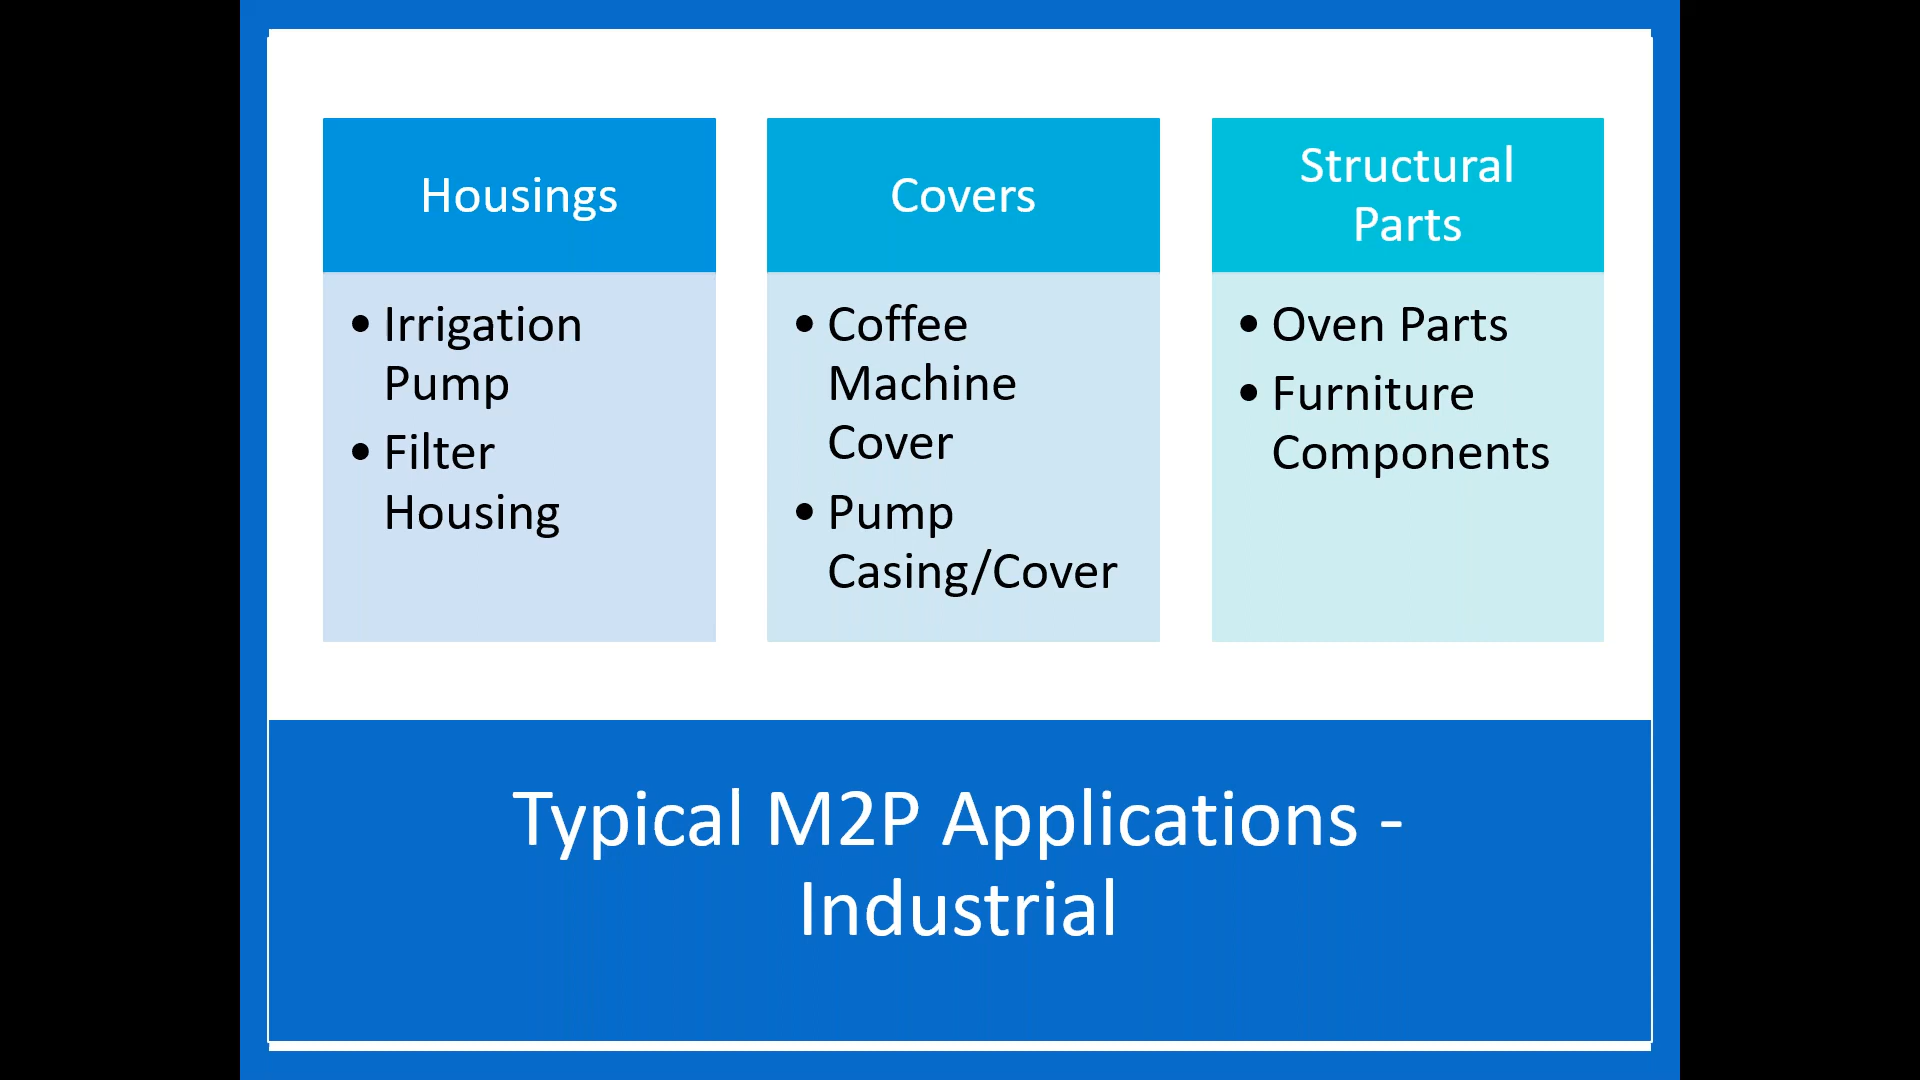 Housings
• Irrigation
Pump
• Filter
Housing
Covers
• Coffee
Machine
Cover
• Pump
Casing/Cover
Structural
Parts
• Oven Parts
• Furniture
Components
Typical M2P Applications -
Industrial